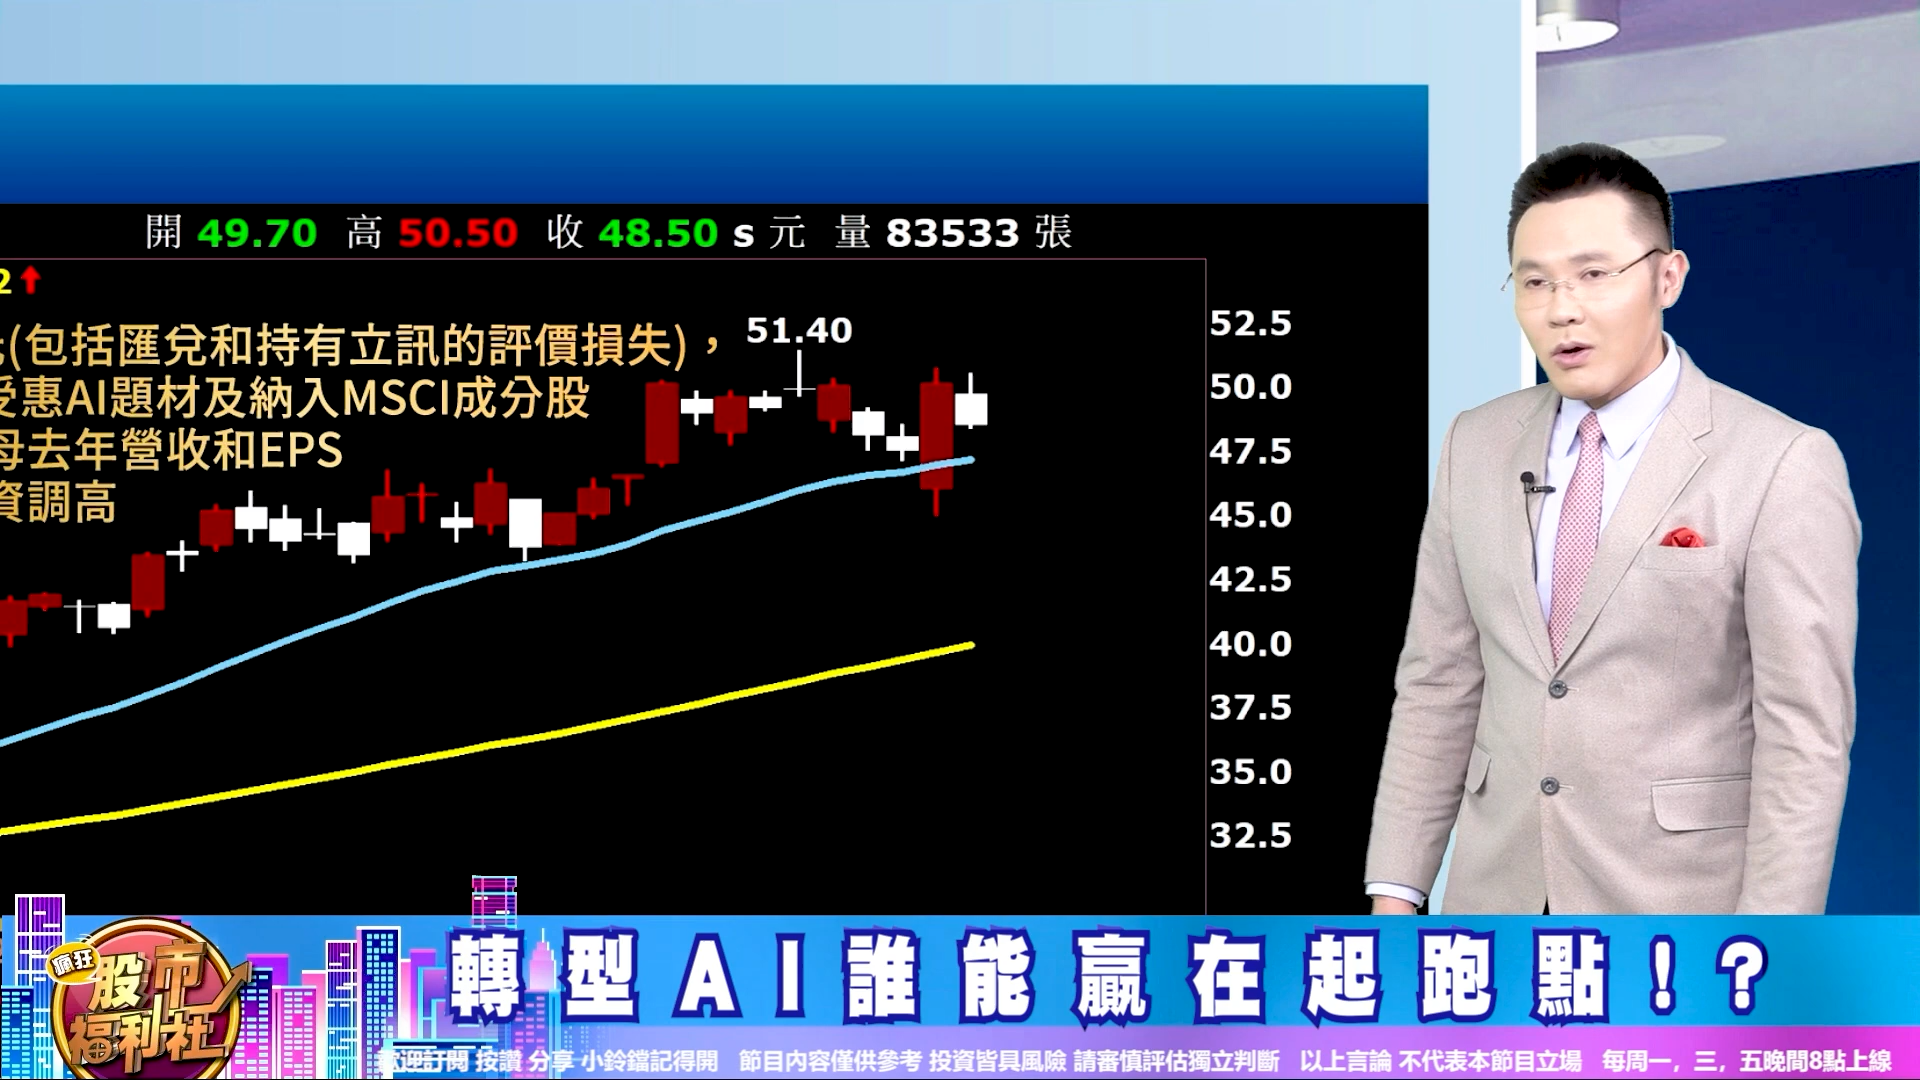 開 49.70 高 50.50 收 48.50 s 元 量 83533 張
2
(包括匯兌和持有立訊的評價損失)，
受惠AI題材及納入MSCI成分股
母去年營收和EPS
資調高
51.40
52.5
50.0
47.5
45.0
42.5
40.0
37.5
35.0
32.5
瘋狂
股市
福利社
轉型AI誰能贏在起跑點!?
歡迎訂閱 按讚 分享 小鈴鐺記得開 節目內容僅供參考 投資皆具風險 請審慎評估獨立判斷 以上言論 不代表本節目立場 每周一，三，五晚間8點上線